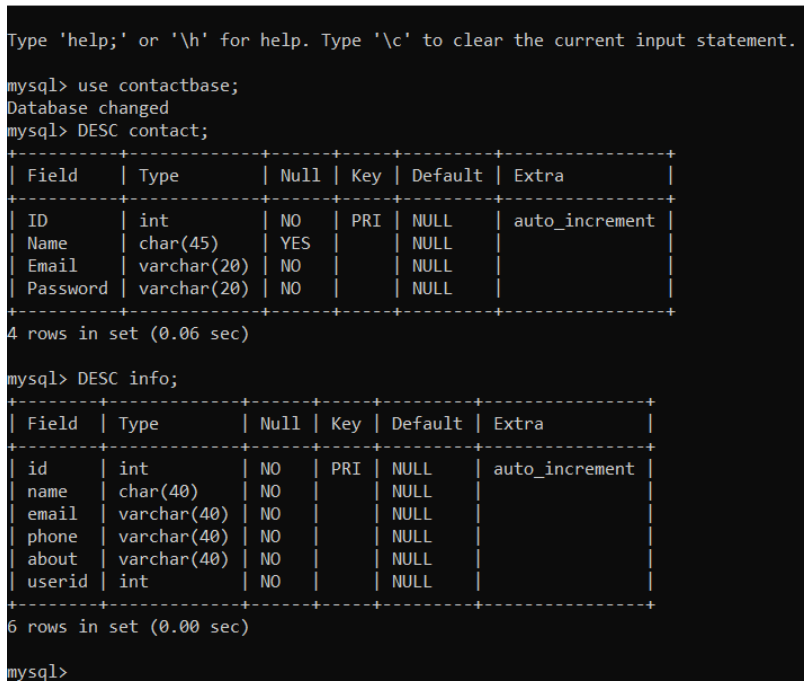 Type 'help;' or '\h' for help. Type '\c' to clear the current input statement.

mysql> use contactbase;
Database changed
mysql> DESC contact;
+----------+-------------+------+-----+---------+----------------+
| Field    | Type        | Null | Key | Default | Extra          |
+----------+-------------+------+-----+---------+----------------+
| ID       | int         | NO   | PRI | NULL    | auto_increment |
| Name     | char(45)    | YES  |     | NULL    |                |
| Email    | varchar(20) | NO   |     | NULL    |                |
| Password | varchar(20) | NO   |     | NULL    |                |
+----------+-------------+------+-----+---------+----------------+
4 rows in set (0.06 sec)

mysql> DESC info;
+--------+-------------+------+-----+---------+----------------+
| Field  | Type        | Null | Key | Default | Extra          |
+--------+-------------+------+-----+---------+----------------+
| id     | int         | NO   | PRI | NULL    | auto_increment |
| name   | char(40)    | NO   |     | NULL    |                |
| email  | varchar(40) | NO   |     | NULL    |                |
| phone  | varchar(40) | NO   |     | NULL    |                |
| about  | varchar(40) | NO   |     | NULL    |                |
| userid | int         | NO   |     | NULL    |                |
+--------+-------------+------+-----+---------+----------------+
6 rows in set (0.00 sec)

mysql>